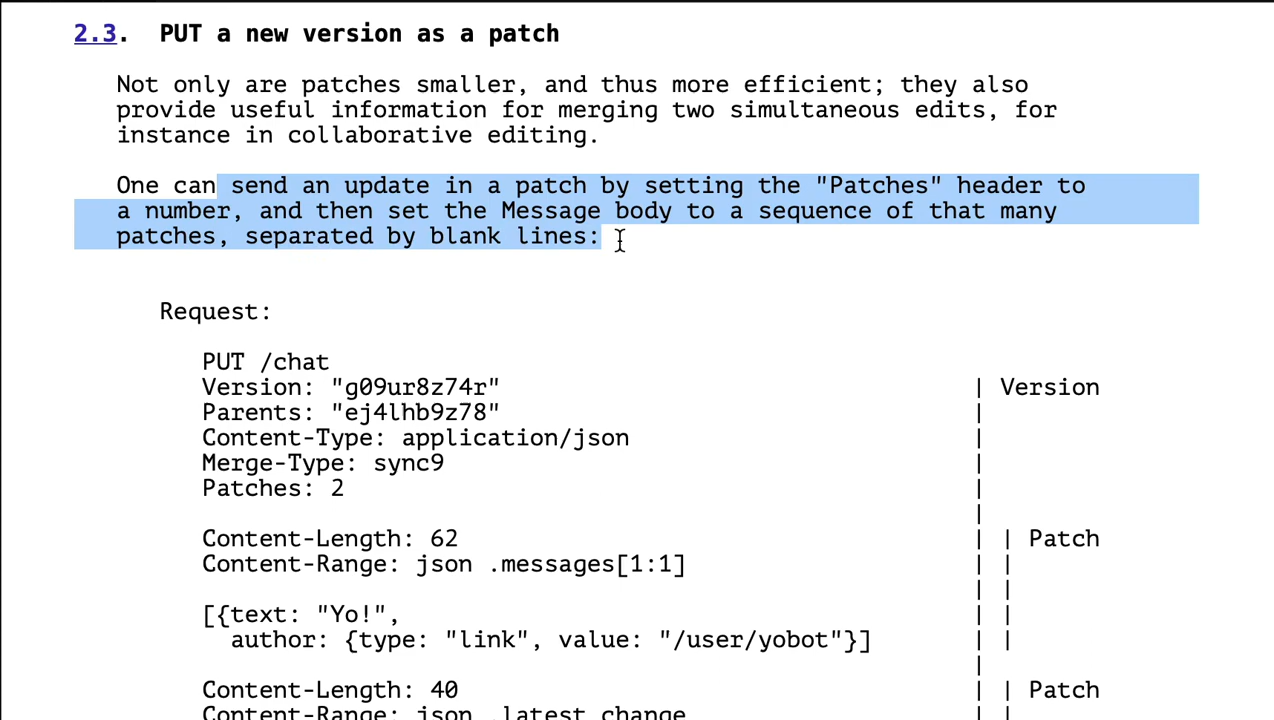 2.3. PUT a new version as a patch
Not only are patches smaller, and thus more efficient; they also
provide useful information for merging two simultaneous edits, for
instance in collaborative editing.
One can send an update in a patch by setting the "Patches" header to
a number, and then set the Message body to a sequence of that many
patches, separated by blank lines:
Request:
PUT /chat
Version: "g09ur8z74r" | Version
Parents: "ej4lhb9z78" |
Content-Type: application/json |
Merge-Type: sync9 |
Patches: 2 |
|
Content-Length: 62 | | Patch
Content-Range: json .messages[1:1] | |
| |
[{text: "Yo!", | |
author: {type: "link", value: "/user/yobot"}] | |
|
Content-Length: 40 | | Patch
Content-Range: json .latest_change | |